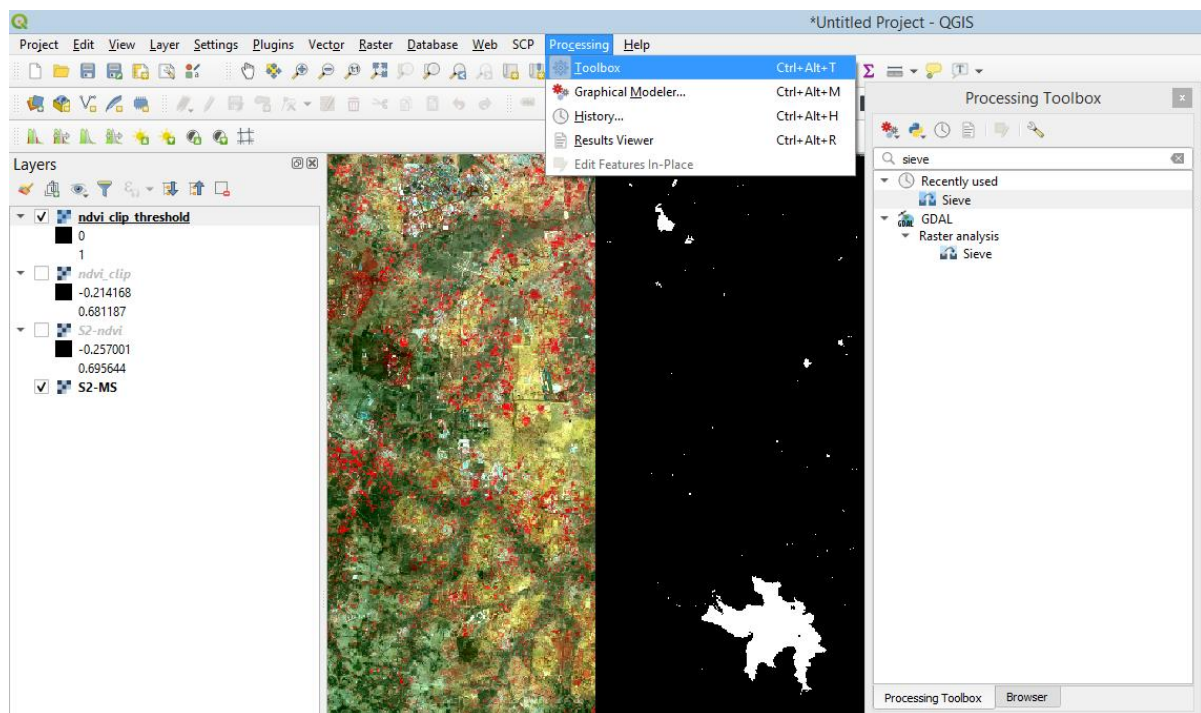 *Untitled Project - QGIS
Project Edit View Layer Settings Plugins Vector Raster Database Web SCP Processing Help
Toolbox Ctrl+Alt+T
Graphical Modeler... Ctrl+Alt+M
History... Ctrl+Alt+H
Results Viewer Ctrl+Alt+R
Edit Features In-Place
Layers
ndvi_clip_threshold
0
1
ndvi_clip
-0.214168
0.681187
S2-ndvi
-0.257001
0.695644
S2-MS
Processing Toolbox
sieve
Recently used
Sieve
GDAL
Raster analysis
Sieve
Processing Toolbox Browser